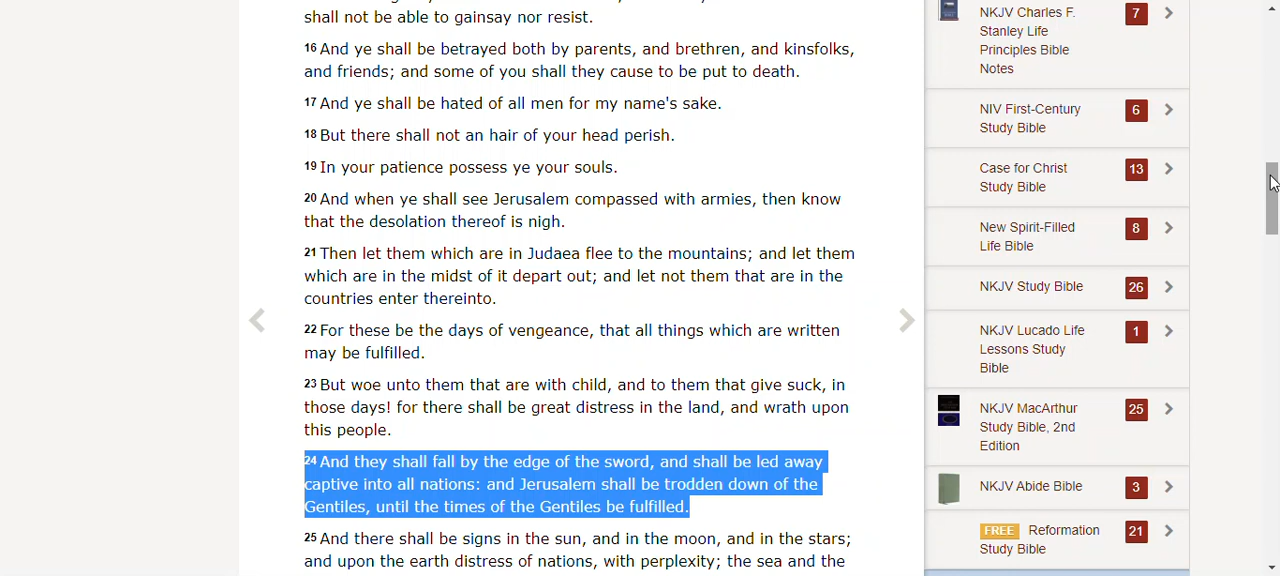 shall not be able to gainsay nor resist.
16 And ye shall be betrayed both by parents, and brethren, and kinsfolks,
and friends; and some of you shall they cause to be put to death.
17 And ye shall be hated of all men for my name's sake.
18 But there shall not an hair of your head perish.
19 In your patience possess ye your souls.
20 And when ye shall see Jerusalem compassed with armies, then know
that the desolation thereof is nigh.
21 Then let them which are in Judaea flee to the mountains; and let them
which are in the midst of it depart out; and let not them that are in the
countries enter thereinto.
22 For these be the days of vengeance, that all things which are written
may be fulfilled.
23 But woe unto them that are with child, and to them that give suck, in
those days! for there shall be great distress in the land, and wrath upon
this people.
24 And they shall fall by the edge of the sword, and shall be led away
captive into all nations: and Jerusalem shall be trodden down of the
Gentiles, until the times of the Gentiles be fulfilled.
25 And there shall be signs in the sun, and in the moon, and in the stars;
and upon the earth distress of nations, with perplexity; the sea and the
NKJV Charles F.
Stanley Life
Principles Bible
Notes
7
NIV First-Century
Study Bible
6
Case for Christ
Study Bible
13
New Spirit-Filled
Life Bible
8
NKJV Study Bible
26
NKJV Lucado Life
Lessons Study
Bible
1
NKJV MacArthur
Study Bible, 2nd
Edition
25
NKJV Abide Bible
3
FREE Reformation
Study Bible
21